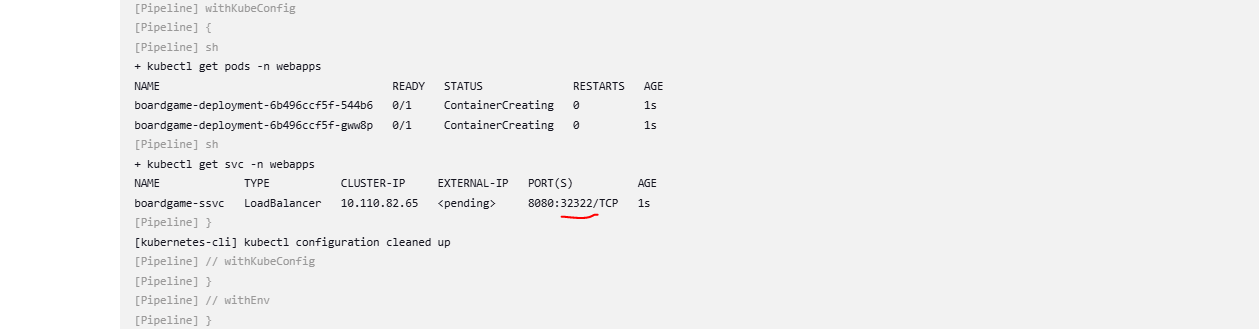 [Pipeline] withKubeConfig
[Pipeline] {
[Pipeline] sh
+ kubectl get pods -n webapps
NAME READY STATUS RESTARTS AGE
boardgame-deployment-6b496ccf5f-544b6 0/1 ContainerCreating 0 1s
boardgame-deployment-6b496ccf5f-gww8p 0/1 ContainerCreating 0 1s
[Pipeline] sh
+ kubectl get svc -n webapps
NAME TYPE CLUSTER-IP EXTERNAL-IP PORT(S) AGE
boardgame-ssvc LoadBalancer 10.110.82.65 <pending> 8080:32322/TCP 1s
[Pipeline] }
[kubernetes-cli] kubectl configuration cleaned up
[Pipeline] // withKubeConfig
[Pipeline] }
[Pipeline] // withEnv
[Pipeline] }